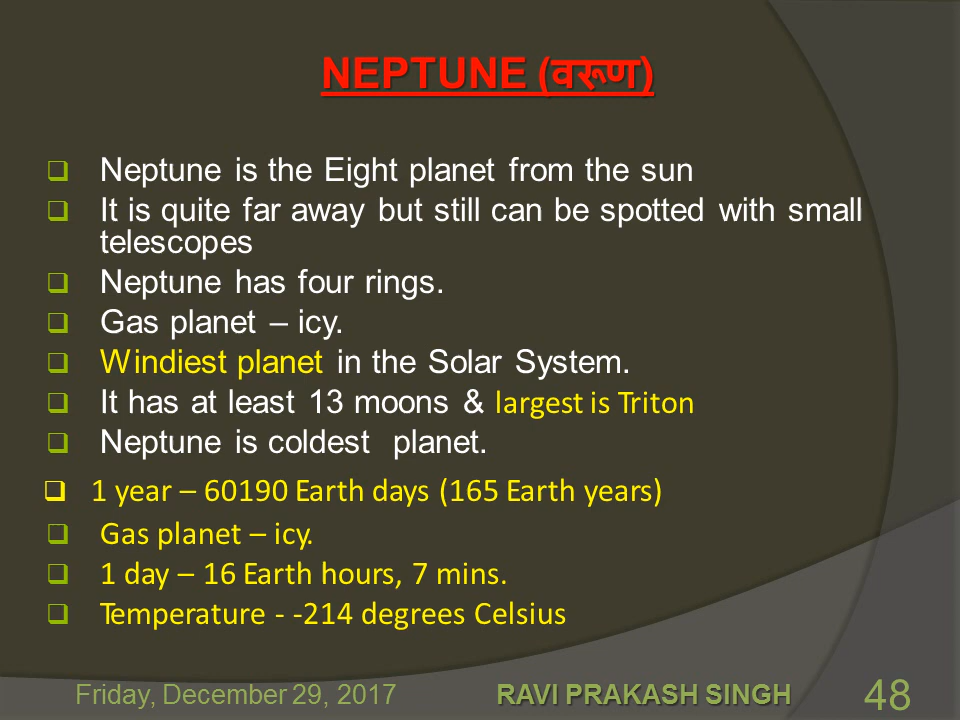 NEPTUNE (वरूण)
Neptune is the Eight planet from the sun
It is quite far away but still can be spotted with small
telescopes
Neptune has four rings.
Gas planet – icy.
Windiest planet in the Solar System.
It has at least 13 moons & largest is Triton
Neptune is coldest planet.
1 year – 60190 Earth days (165 Earth years)
Gas planet – icy.
1 day – 16 Earth hours, 7 mins.
Temperature - -214 degrees Celsius
Friday, December 29, 2017 RAVI PRAKASH SINGH 48